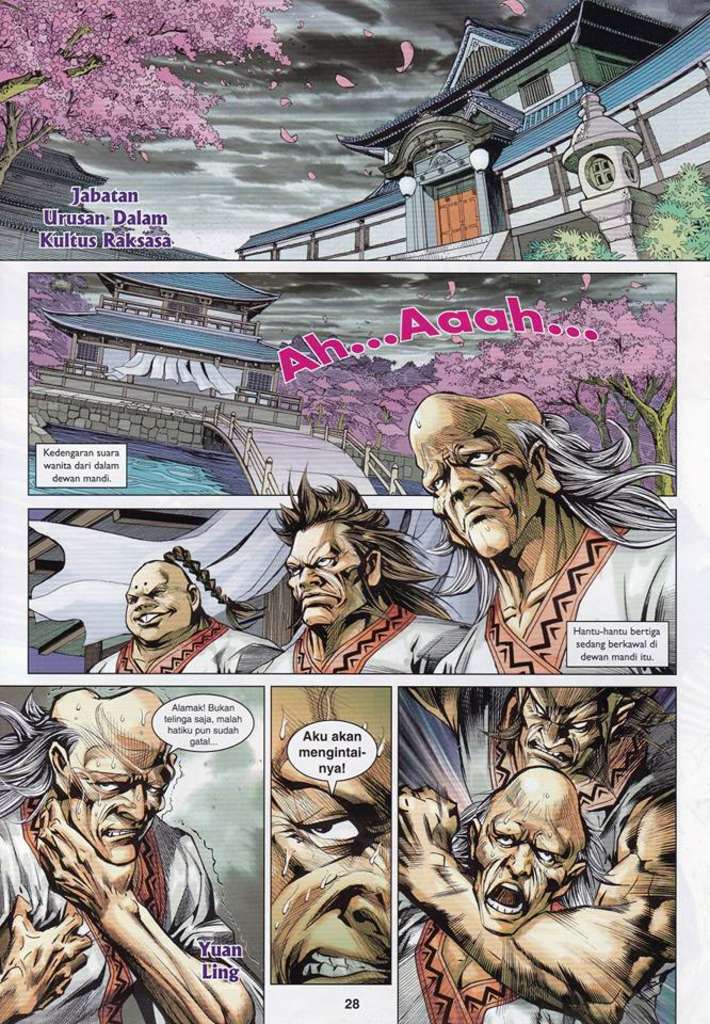 Jabatan
Urusan Dalam
Kultus Raksasa
Ah...Aaah...
Kedengaran suara
wanita dari dalam
dewan mandi.
Hantu-hantu bertiga
sedang berkawal di
dewan mandi itu.
Alamak! Bukan
telinga saja, malah
hatiku pun sudah
gatal...
Yuan
Ling
Aku akan
mengintai-
nya!
28